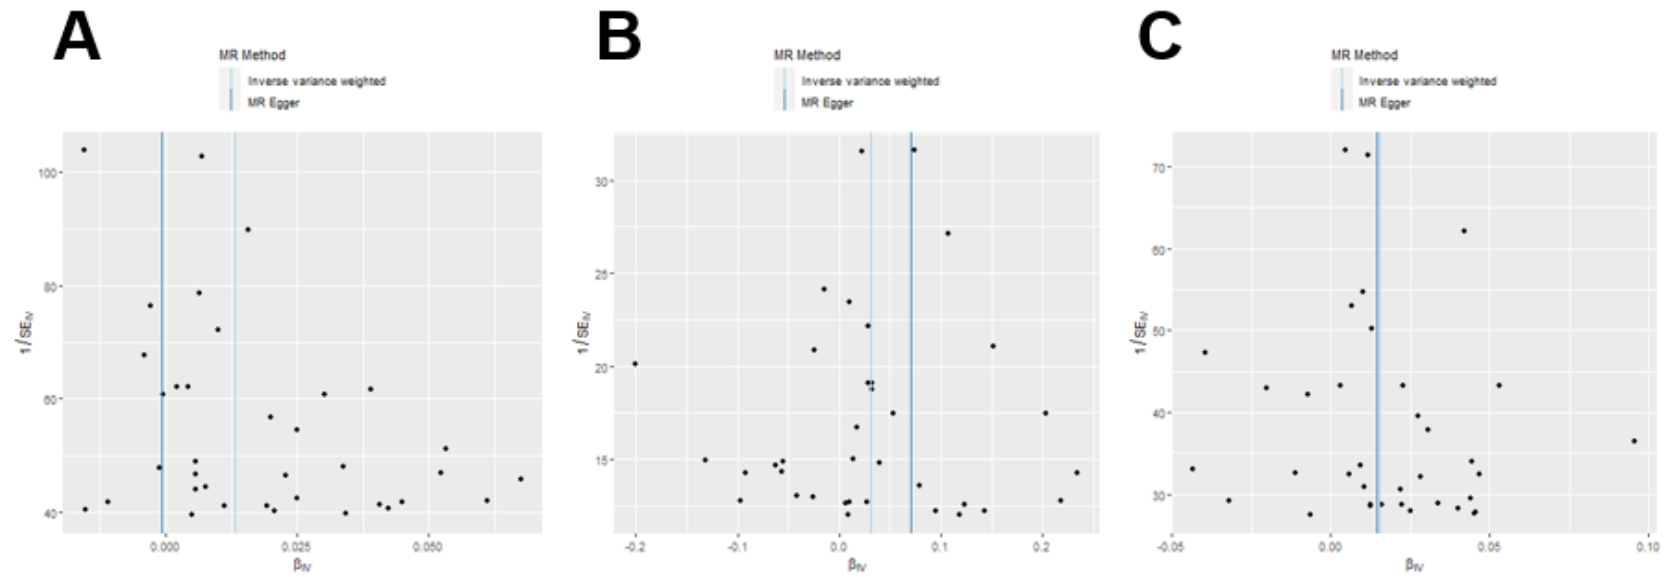 A
MR Method
Inverse variance weighted
MR Egger
100
80
60
40
1/SE_IV
0.000
0.025
0.050
β_IV
B
MR Method
Inverse variance weighted
MR Egger
30
25
20
15
1/SE_IV
-0.2
-0.1
0.0
0.1
0.2
β_IV
C
MR Method
Inverse variance weighted
MR Egger
70
60
50
40
30
1/SE_IV
-0.05
0.00
0.05
0.10
β_IV